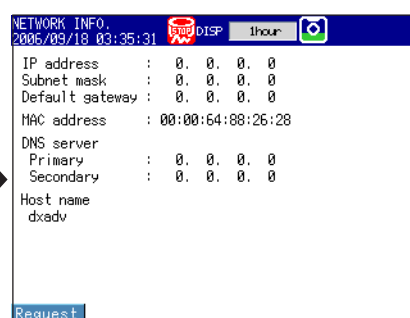 NETWORK INFO.
2006/09/18 03:35:31 STOP DISP 1hour
IP address : 0. 0. 0. 0
Subnet mask : 0. 0. 0. 0
Default gateway : 0. 0. 0. 0
MAC address : 00:00:64:88:26:28
DNS server
Primary : 0. 0. 0. 0
Secondary : 0. 0. 0. 0
Host name
dxadv
Request